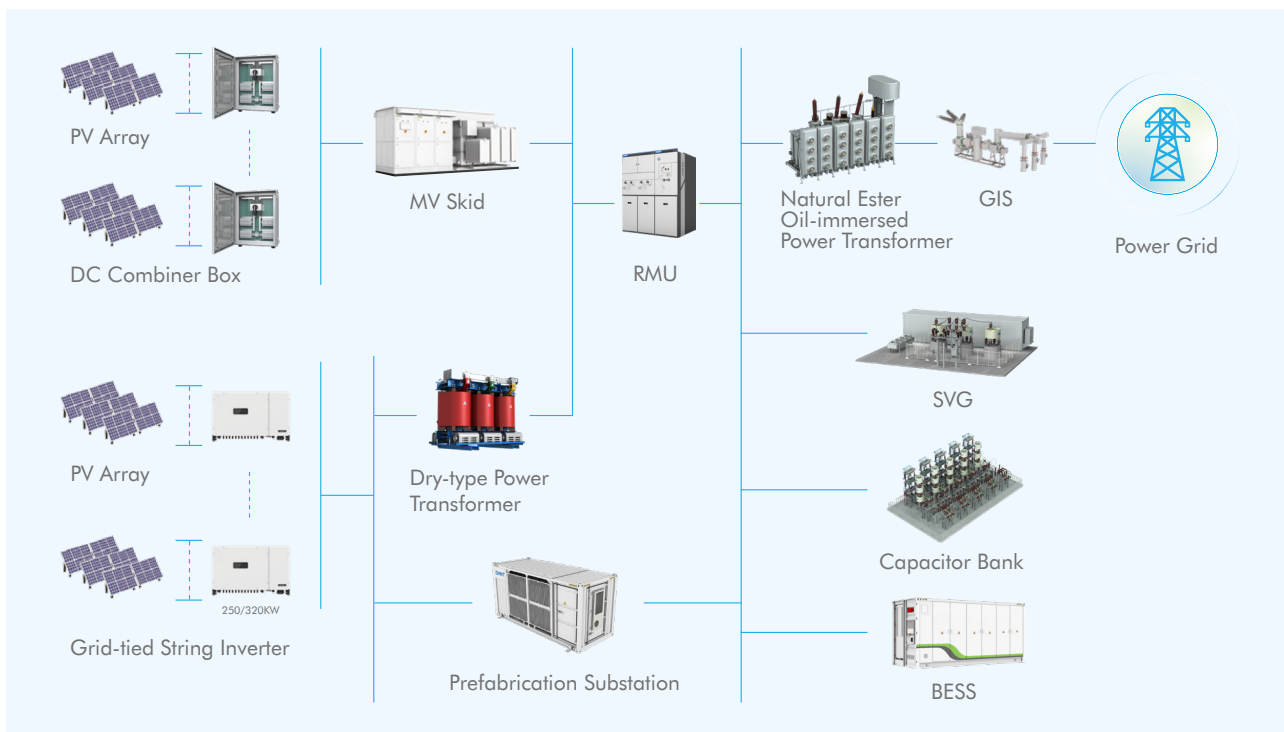 PV Array
DC Combiner Box
MV Skid
RMU
Natural Ester
Oil-immersed
Power Transformer
GIS
Power Grid
SVG
PV Array
Dry-type Power
Transformer
Capacitor Bank
250/320KW
Grid-tied String Inverter
Prefabrication Substation
BESS